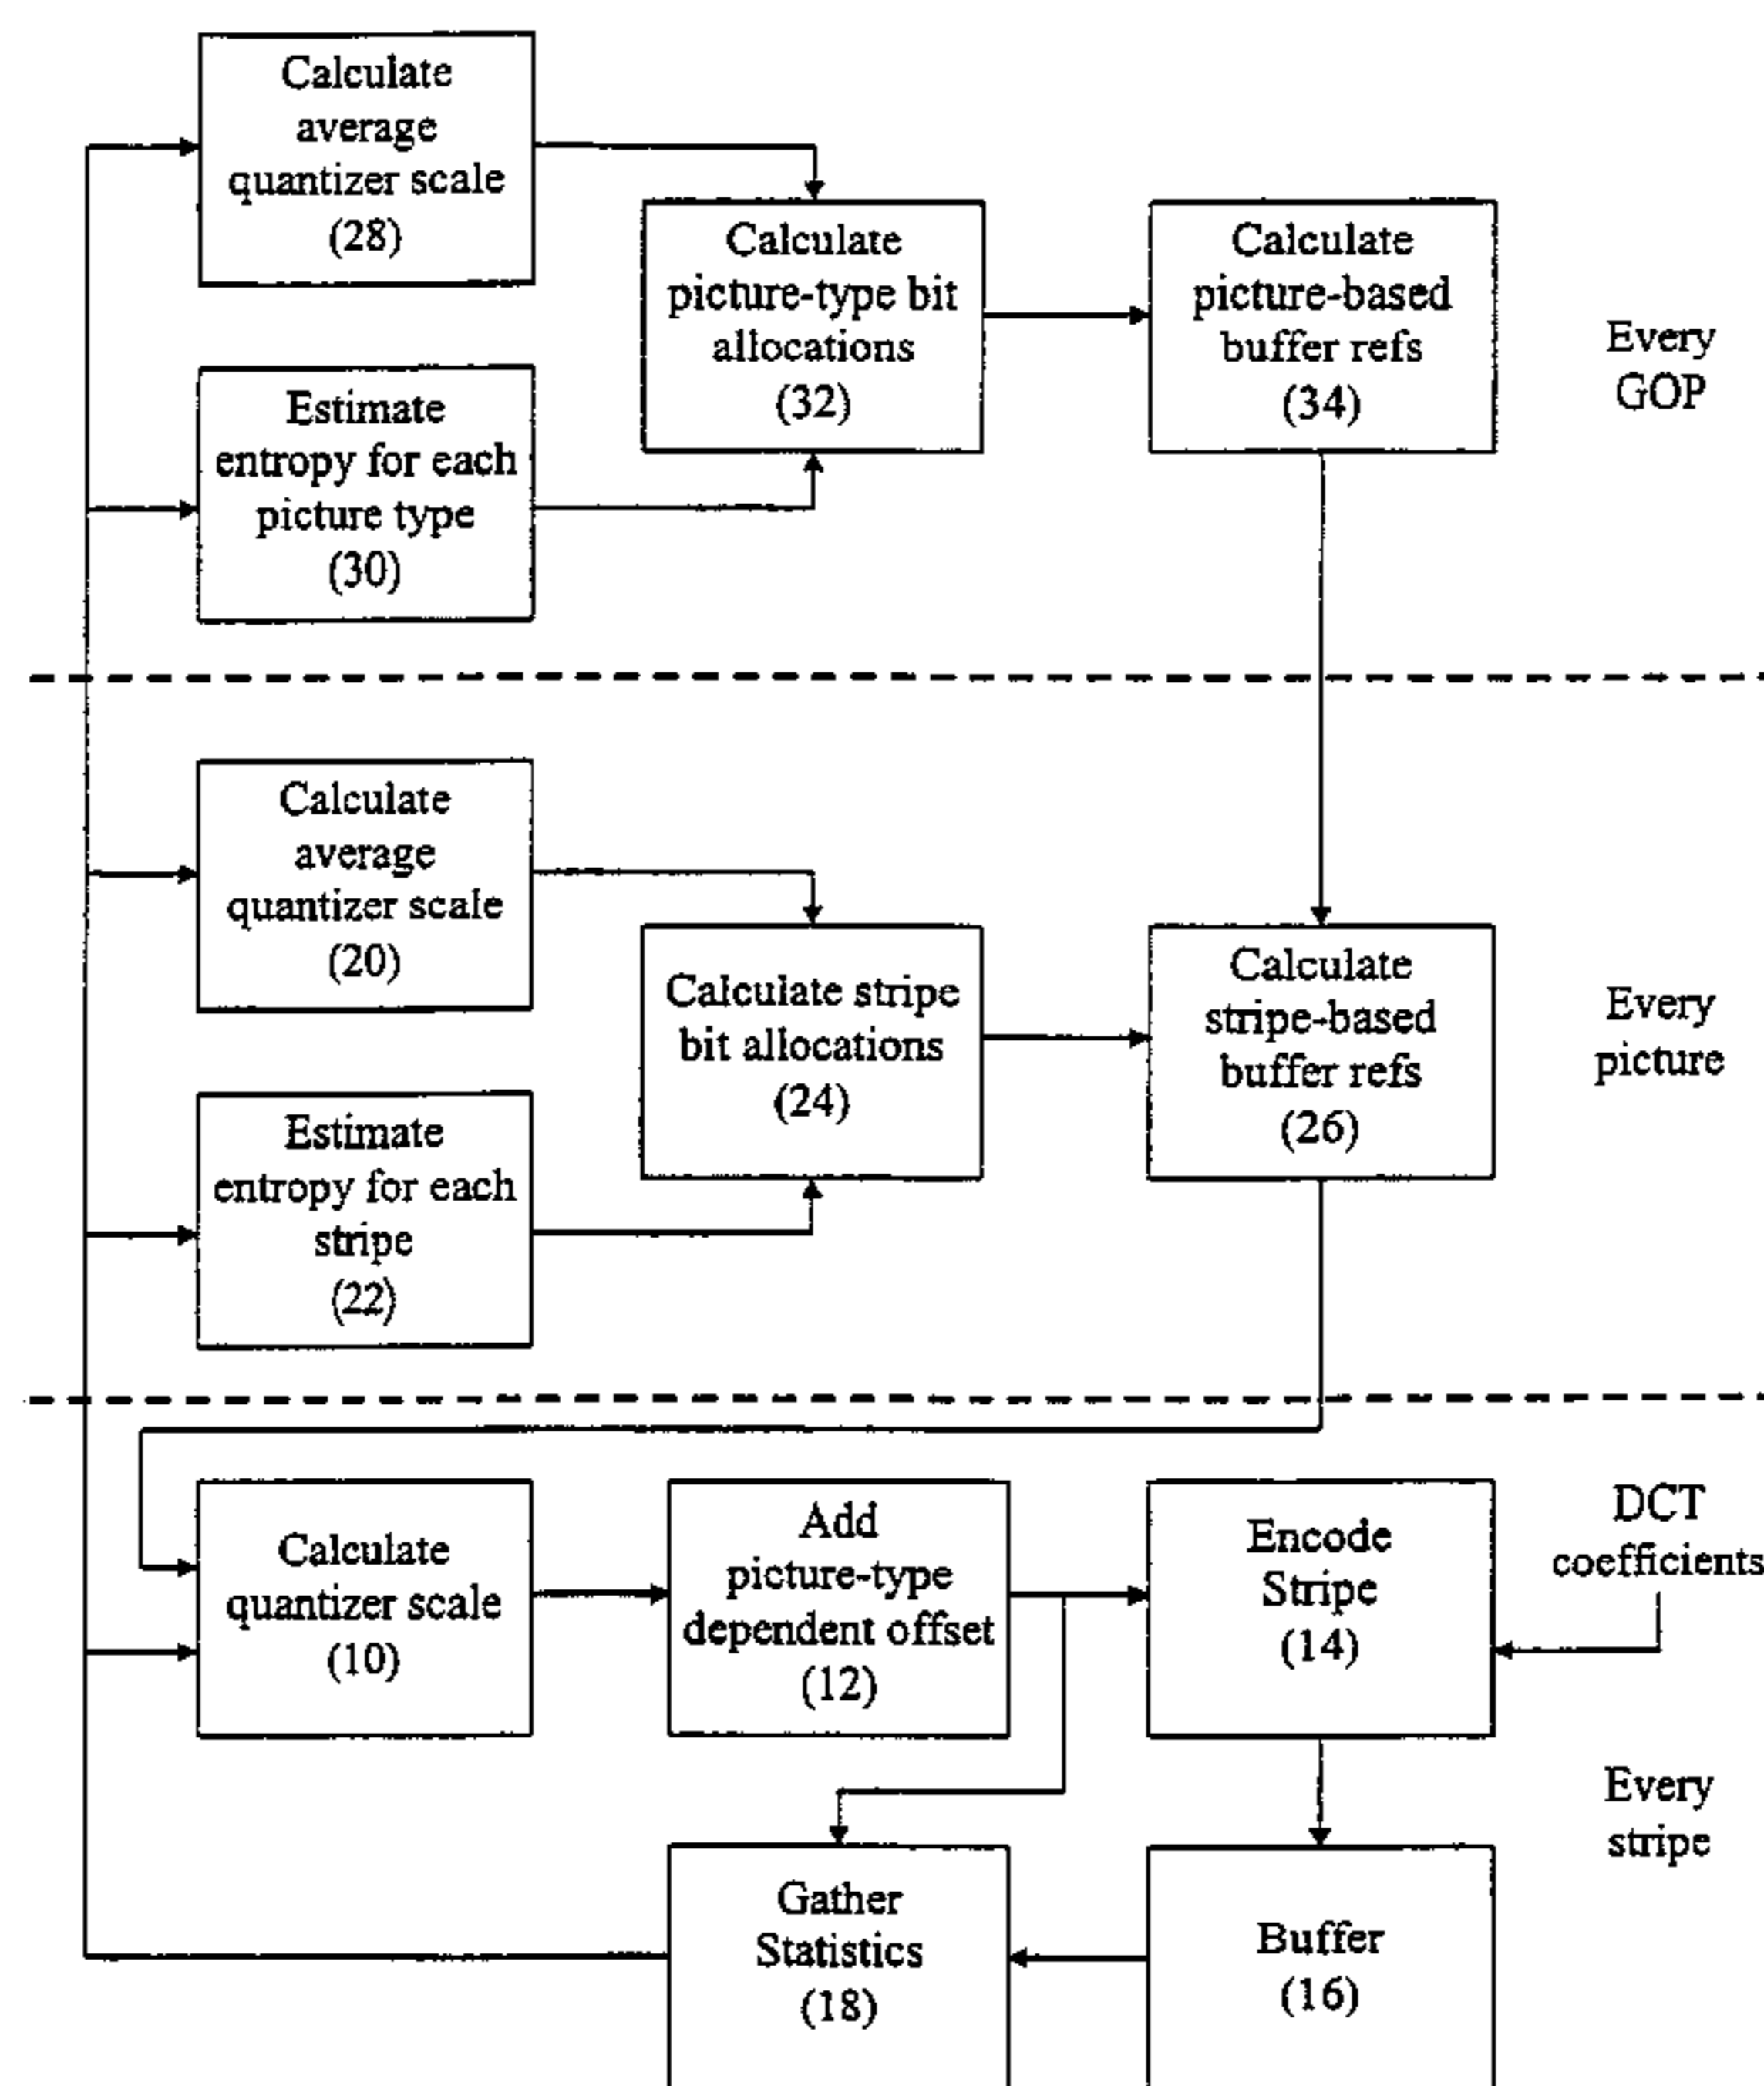 Calculate
average
quantizer scale
(28)
Calculate
picture-type bit
allocations
(32)
Calculate
picture-based
buffer refs
(34)
Every
GOP
Estimate
entropy for each
picture type
(30)
Calculate
average
quantizer scale
(20)
Calculate stripe
bit allocations
(24)
Calculate
stripe-based
buffer refs
(26)
Every
picture
Estimate
entropy for each
stripe
(22)
Calculate
quantizer scale
(10)
Add
picture-type
dependent offset
(12)
Encode
Stripe
(14)
DCT
coefficients
Every
stripe
Gather
Statistics
(18)
Buffer
(16)